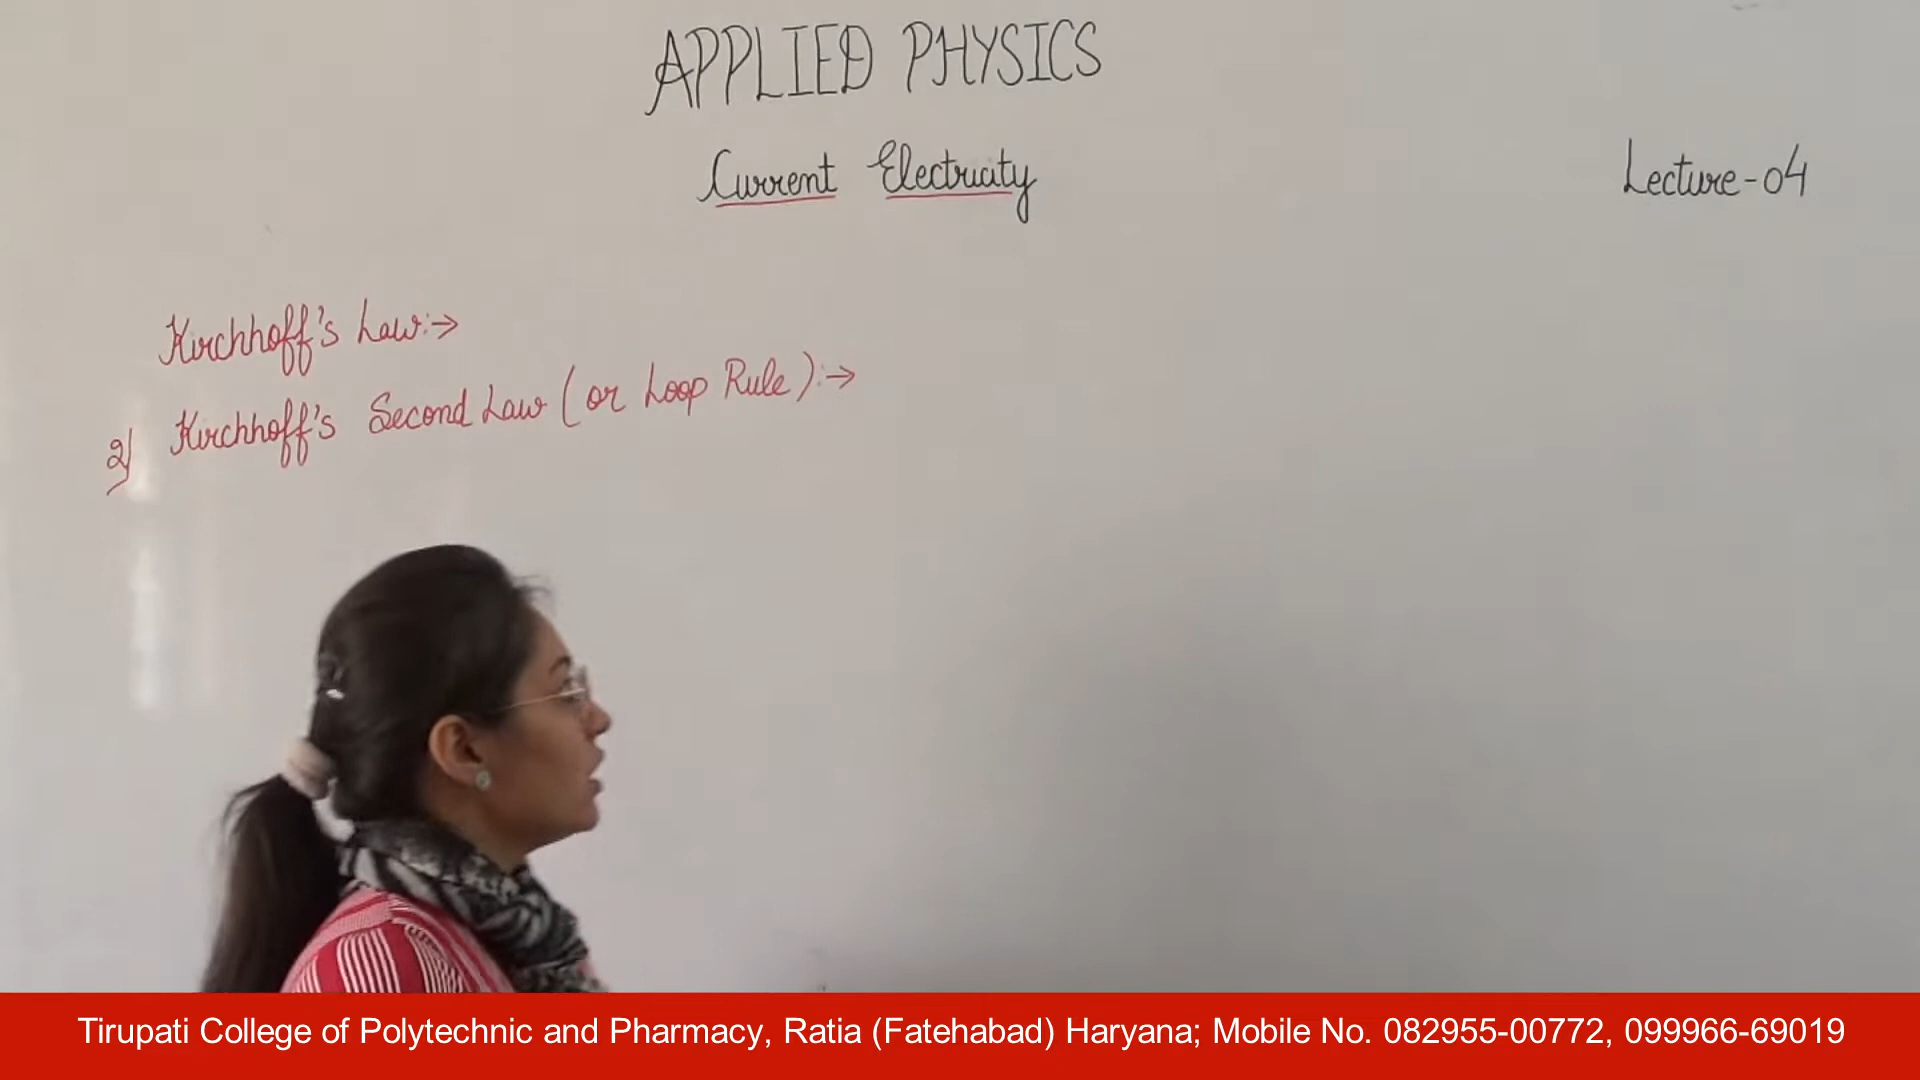 APPLIED PHYSICS
Current Electricity
Lecture-04
Kirchhoff's Law:→
2) Kirchhoff's Second Law (or Loop Rule):→
Tirupati College of Polytechnic and Pharmacy, Ratia (Fatehabad) Haryana; Mobile No. 082955-00772, 099966-69019